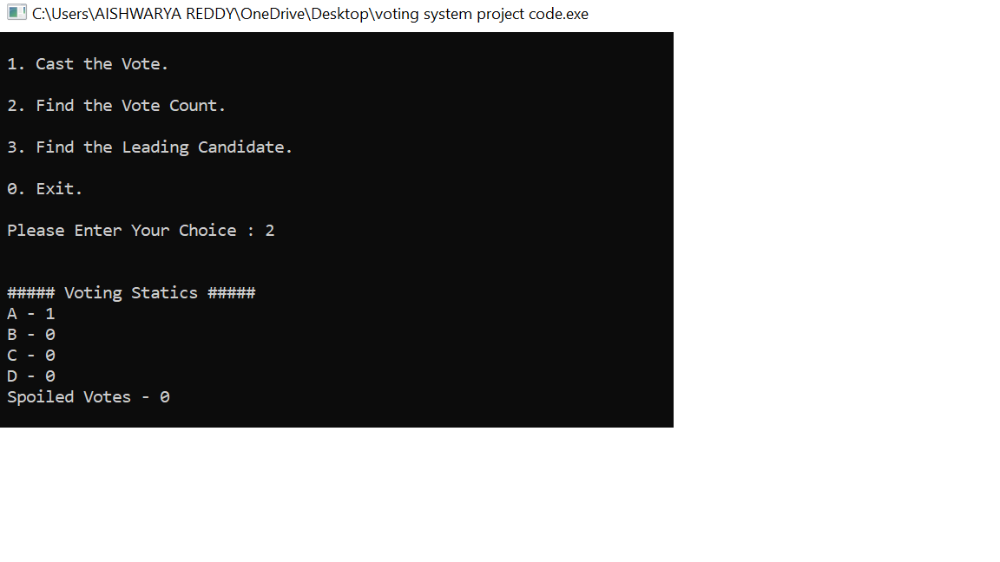 C:\Users\AISHWARYA REDDY\OneDrive\Desktop\voting system project code.exe
1. Cast the Vote.
2. Find the Vote Count.
3. Find the Leading Candidate.
0. Exit.
Please Enter Your Choice : 2
##### Voting Statics #####
A - 1
B - 0
C - 0
D - 0
Spoiled Votes - 0